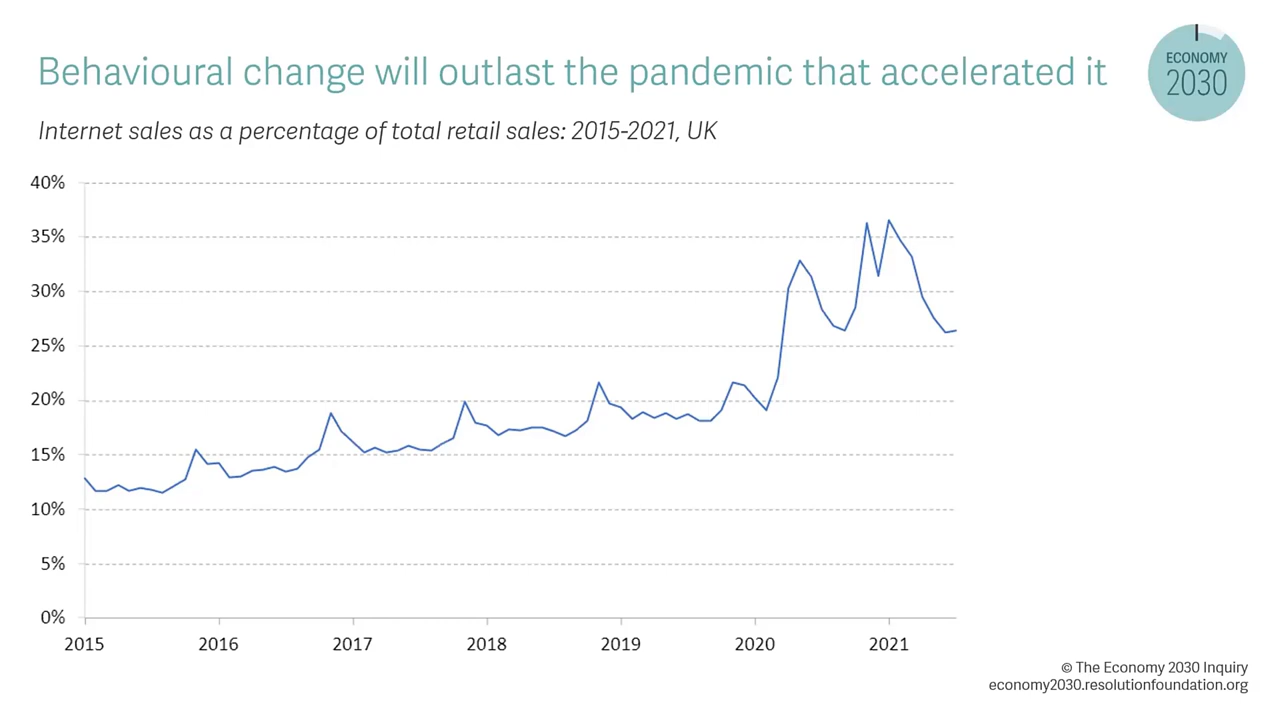 Behavioural change will outlast the pandemic that accelerated it
ECONOMY
2030
Internet sales as a percentage of total retail sales: 2015-2021, UK
40%
35%
30%
25%
20%
15%
10%
5%
0%
2015 2016 2017 2018 2019 2020 2021
© The Economy 2030 Inquiry
economy2030.resolutionfoundation.org